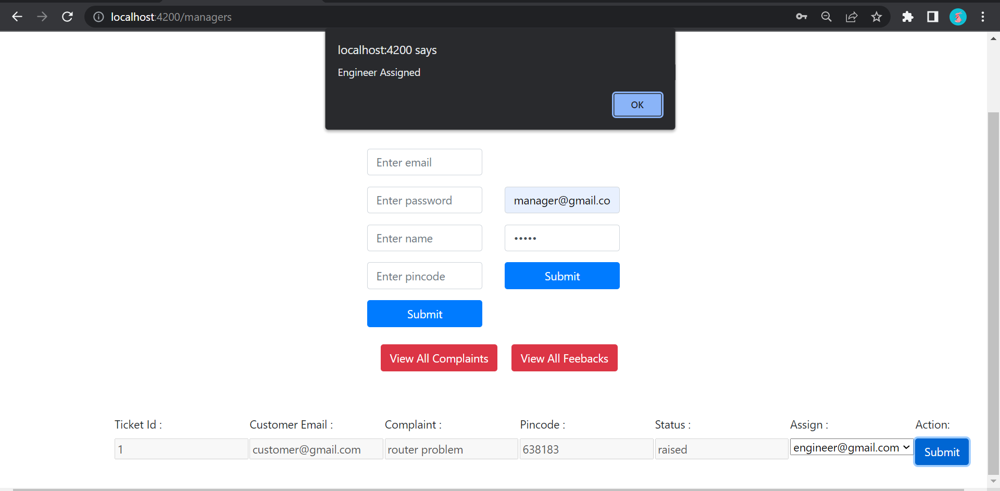 localhost:4200/managers
localhost:4200 says
Engineer Assigned
OK
Enter email
Enter password
manager@gmail.co
Enter name
•••••
Enter pincode
Submit
Submit
View All Complaints
View All Feebacks
Ticket Id :
Customer Email :
Complaint :
Pincode :
Status :
Assign :
Action:
1
customer@gmail.com
router problem
638183
raised
engineer@gmail.com
Submit